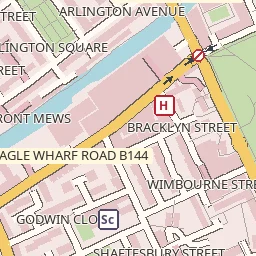 STREET
ARLINGTON AVENUE
LINGTON SQUARE
REET
H
RONT MEWS
BRACKLYN STREET
AGLE WHARF ROAD B144
WIMBOURNE STRE
GODWIN CLO
Sc
SHAFTESBURY STREET